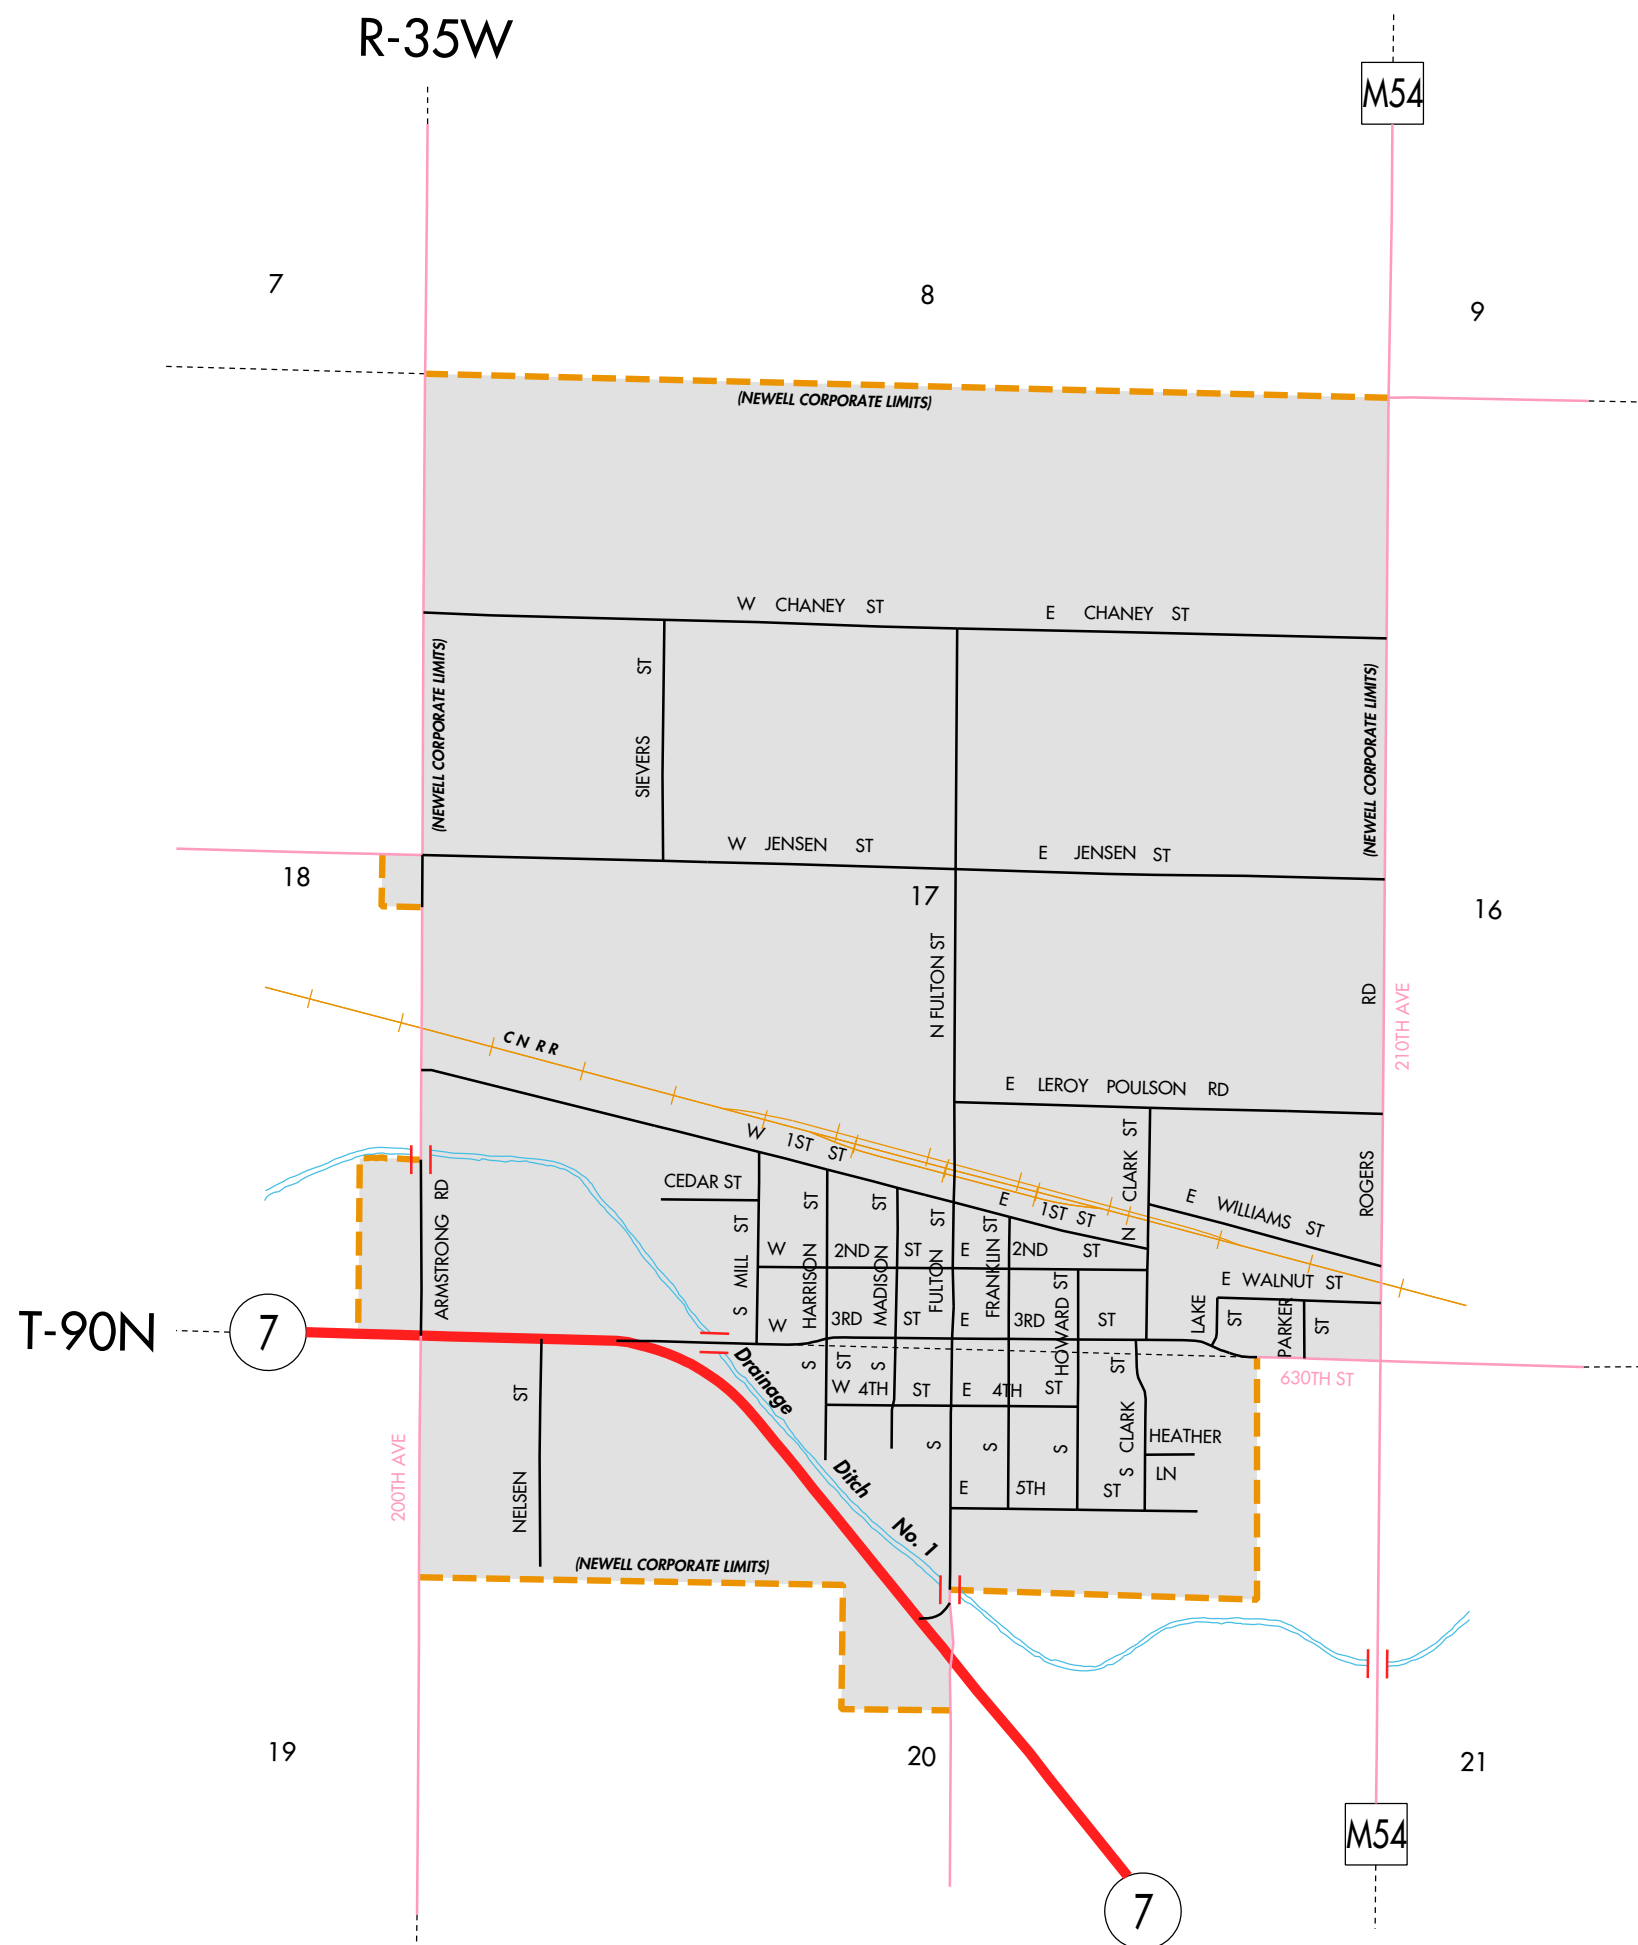 R-35W
M54
7
8
9
(NEWELL CORPORATE LIMITS)
W CHANEY ST
E CHANEY ST
(NEWELL CORPORATE LIMITS)
SIEVERS ST
(NEWELL CORPORATE LIMITS)
W JENSEN ST
E JENSEN ST
18
17
16
N FULTON ST
ROGERS RD
210TH AVE
CN RR
E LEROY POULSON RD
W 1ST ST
E 1ST ST
N CLARK ST
E WILLIAMS ST
CEDAR ST
ARMSTRONG RD
S MILL ST
S HARRISON ST
S MADISON ST
S FULTON ST
S FRANKLIN ST
S HOWARD ST
W 2ND ST
E 2ND ST
E WALNUT ST
LAKE ST
PARKER ST
T-90N
7
W 3RD ST
E 3RD ST
ST
630TH ST
W 4TH ST
E 4TH ST
S CLARK ST
HEATHER
LN
E 5TH ST
NELSEN ST
200TH AVE
Drainage
Ditch
No. 1
(NEWELL CORPORATE LIMITS)
19
20
21
M54
7